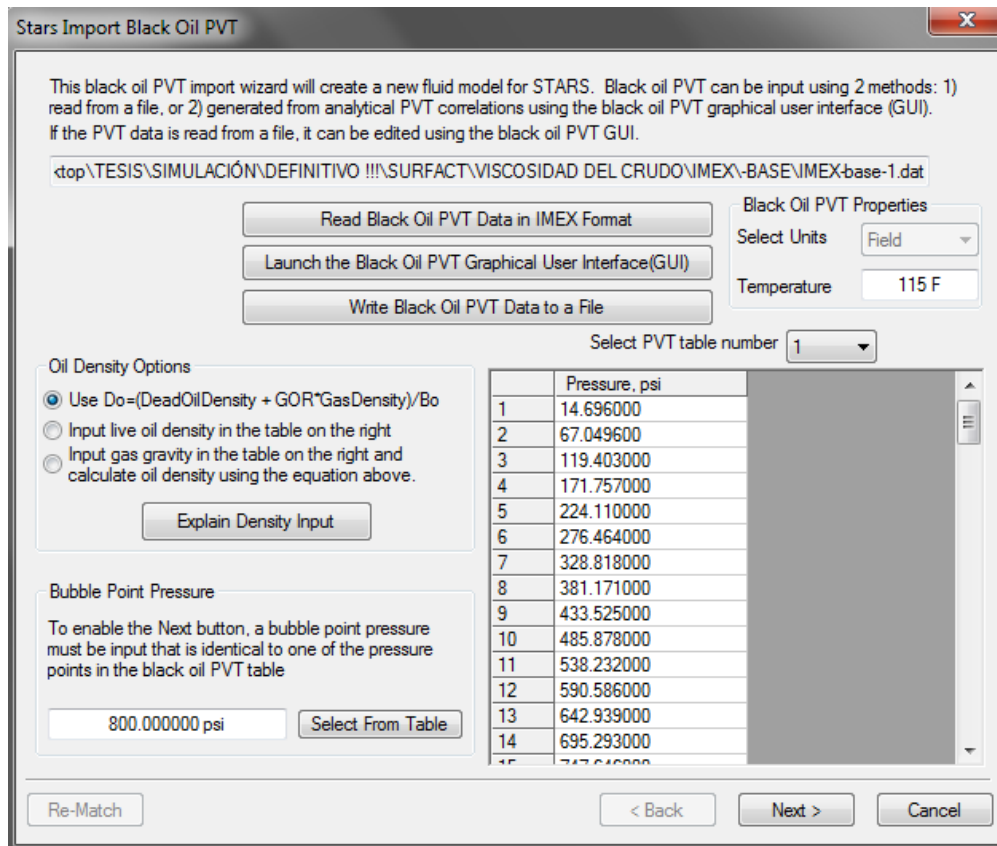 Stars Import Black Oil PVT
X
This black oil PVT import wizard will create a new fluid model for STARS. Black oil PVT can be input using 2 methods: 1)
read from a file, or 2) generated from analytical PVT correlations using the black oil PVT graphical user interface (GUI).
If the PVT data is read from a file, it can be edited using the black oil PVT GUI.
top\TESIS\SIMULACIÓN\DEFINITIVO !!!\SURFACT\VISCOSIDAD DEL CRUDO\IMEX\-BASE\IMEX-base-1.dat
Read Black Oil PVT Data in IMEX Format
Launch the Black Oil PVT Graphical User Interface(GUI)
Write Black Oil PVT Data to a File
Black Oil PVT Properties
Select Units Field
Temperature 115 F
Select PVT table number 1
Oil Density Options
Use Do=(DeadOilDensity + GOR*GasDensity)/Bo
Input live oil density in the table on the right
Input gas gravity in the table on the right and
calculate oil density using the equation above.
Explain Density Input
Bubble Point Pressure
To enable the Next button, a bubble point pressure
must be input that is identical to one of the pressure
points in the black oil PVT table
800.000000 psi Select From Table
Pressure, psi
1 14.696000
2 67.049600
3 119.403000
4 171.757000
5 224.110000
6 276.464000
7 328.818000
8 381.171000
9 433.525000
10 485.878000
11 538.232000
12 590.586000
13 642.939000
14 695.293000
15 747.646000
Re-Match < Back Next > Cancel